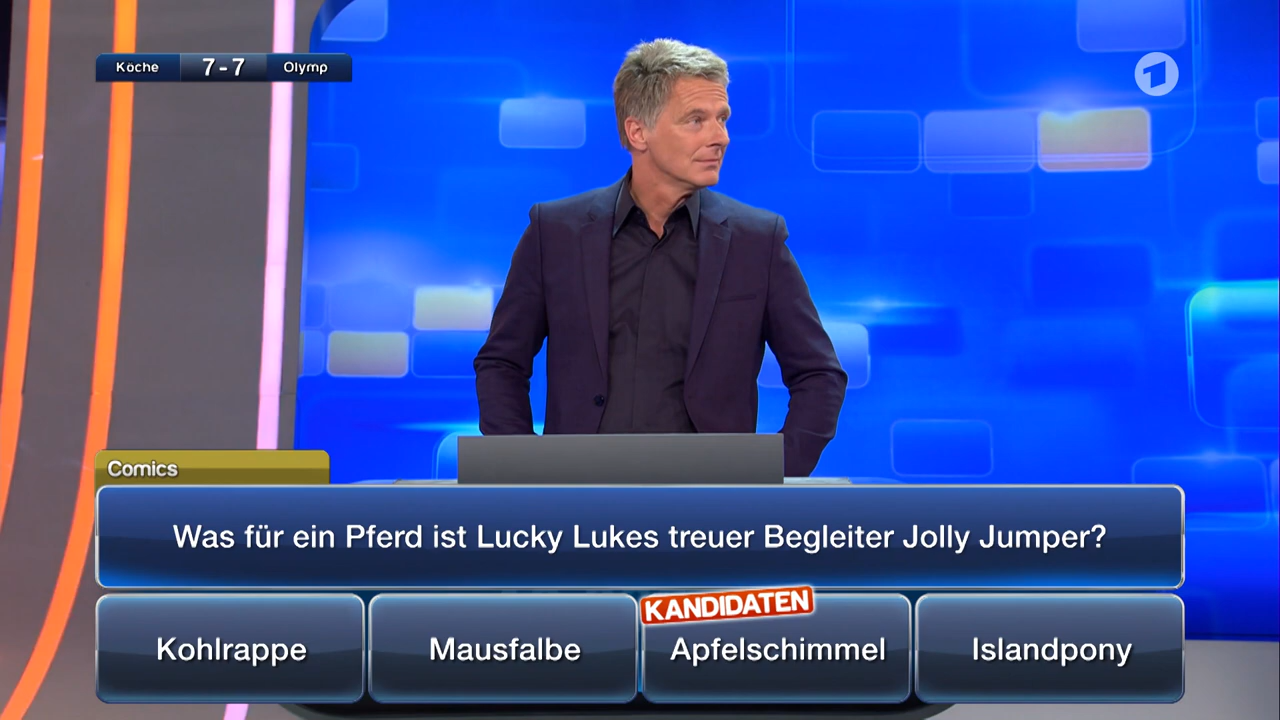 Köche 7-7 Olymp
1
Comics
Was für ein Pferd ist Lucky Lukes treuer Begleiter Jolly Jumper?
KANDIDATEN
Kohlrappe Mausfalbe Apfelschimmel Islandpony